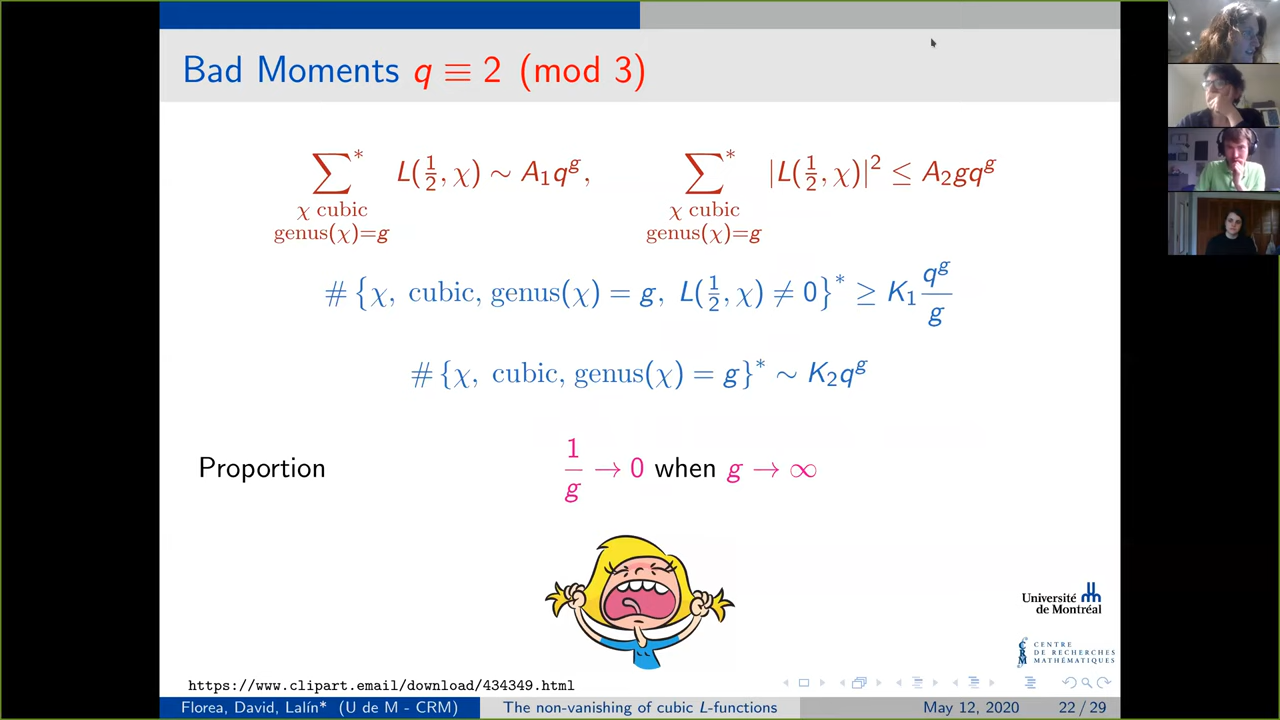 Bad Moments q ≡ 2 (mod 3)
∑* L(1/2, χ) ∼ A₁q^g, ∑* |L(1/2, χ)|² ≤ A₂gq^g
χ cubic χ cubic
genus(χ)=g genus(χ)=g
# {χ, cubic, genus(χ) = g, L(1/2, χ) ≠ 0}* ≥ K₁ q^g/g
# {χ, cubic, genus(χ) = g}* ∼ K₂q^g
Proportion 1/g → 0 when g → ∞
Université
de Montréal
CRM
CENTRE
DE RECHERCHES
MATHÉMATIQUES
https://www.clipart.email/download/434349.html
Florea, David, Lalín* (U de M - CRM) The non-vanishing of cubic L-functions May 12, 2020 22 / 29